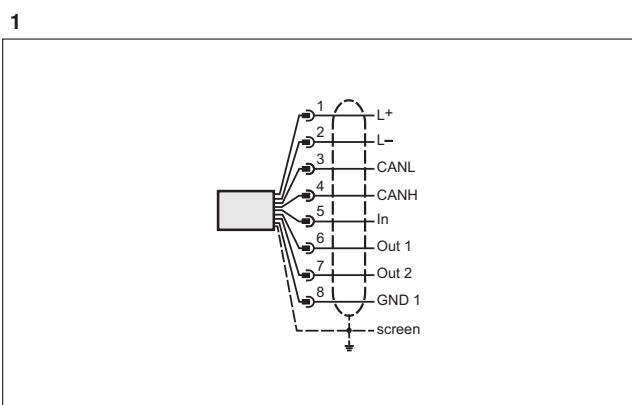 1
1 L+
2 L–
3 CANL
4 CANH
5 In
6 Out 1
7 Out 2
8 GND 1
screen